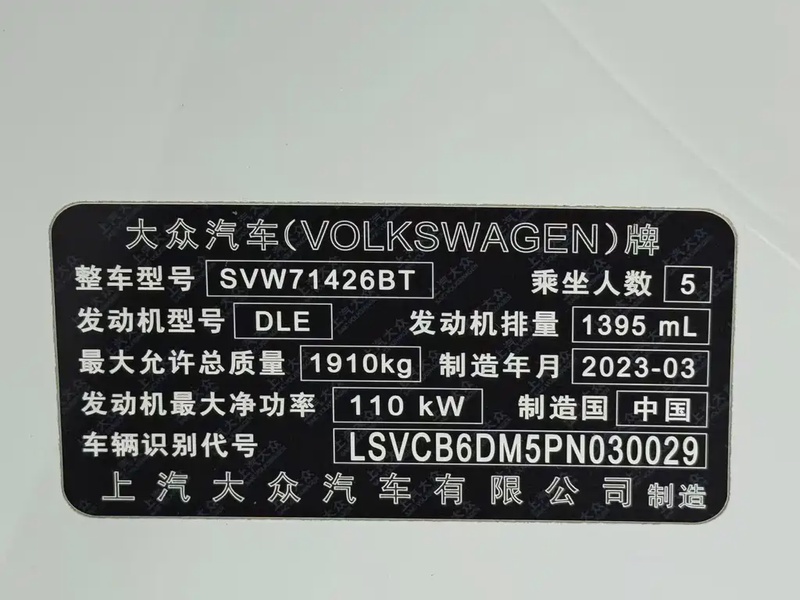 大众汽车(VOLKSWAGEN)牌
整车型号 SVW71426BT 乘坐人数 5
发动机型号 DLE 发动机排量 1395 mL
最大允许总质量 1910kg 制造年月 2023-03
发动机最大净功率 110 kW 制造国 中国
车辆识别代号 LSVCB6DM5PN030029
上汽大众汽车有限公司 制造